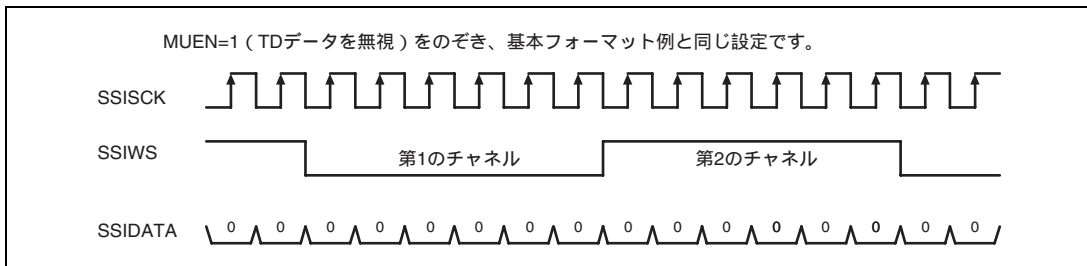 MUEN=1（TDデータを無視）をのぞき、基本フォーマット例と同じ設定です。
SSISCK
SSIWS 第1のチャネル 第2のチャネル
SSIDATA 0 0 0 0 0 0 0 0 0 0 0 0 0 0 0 0